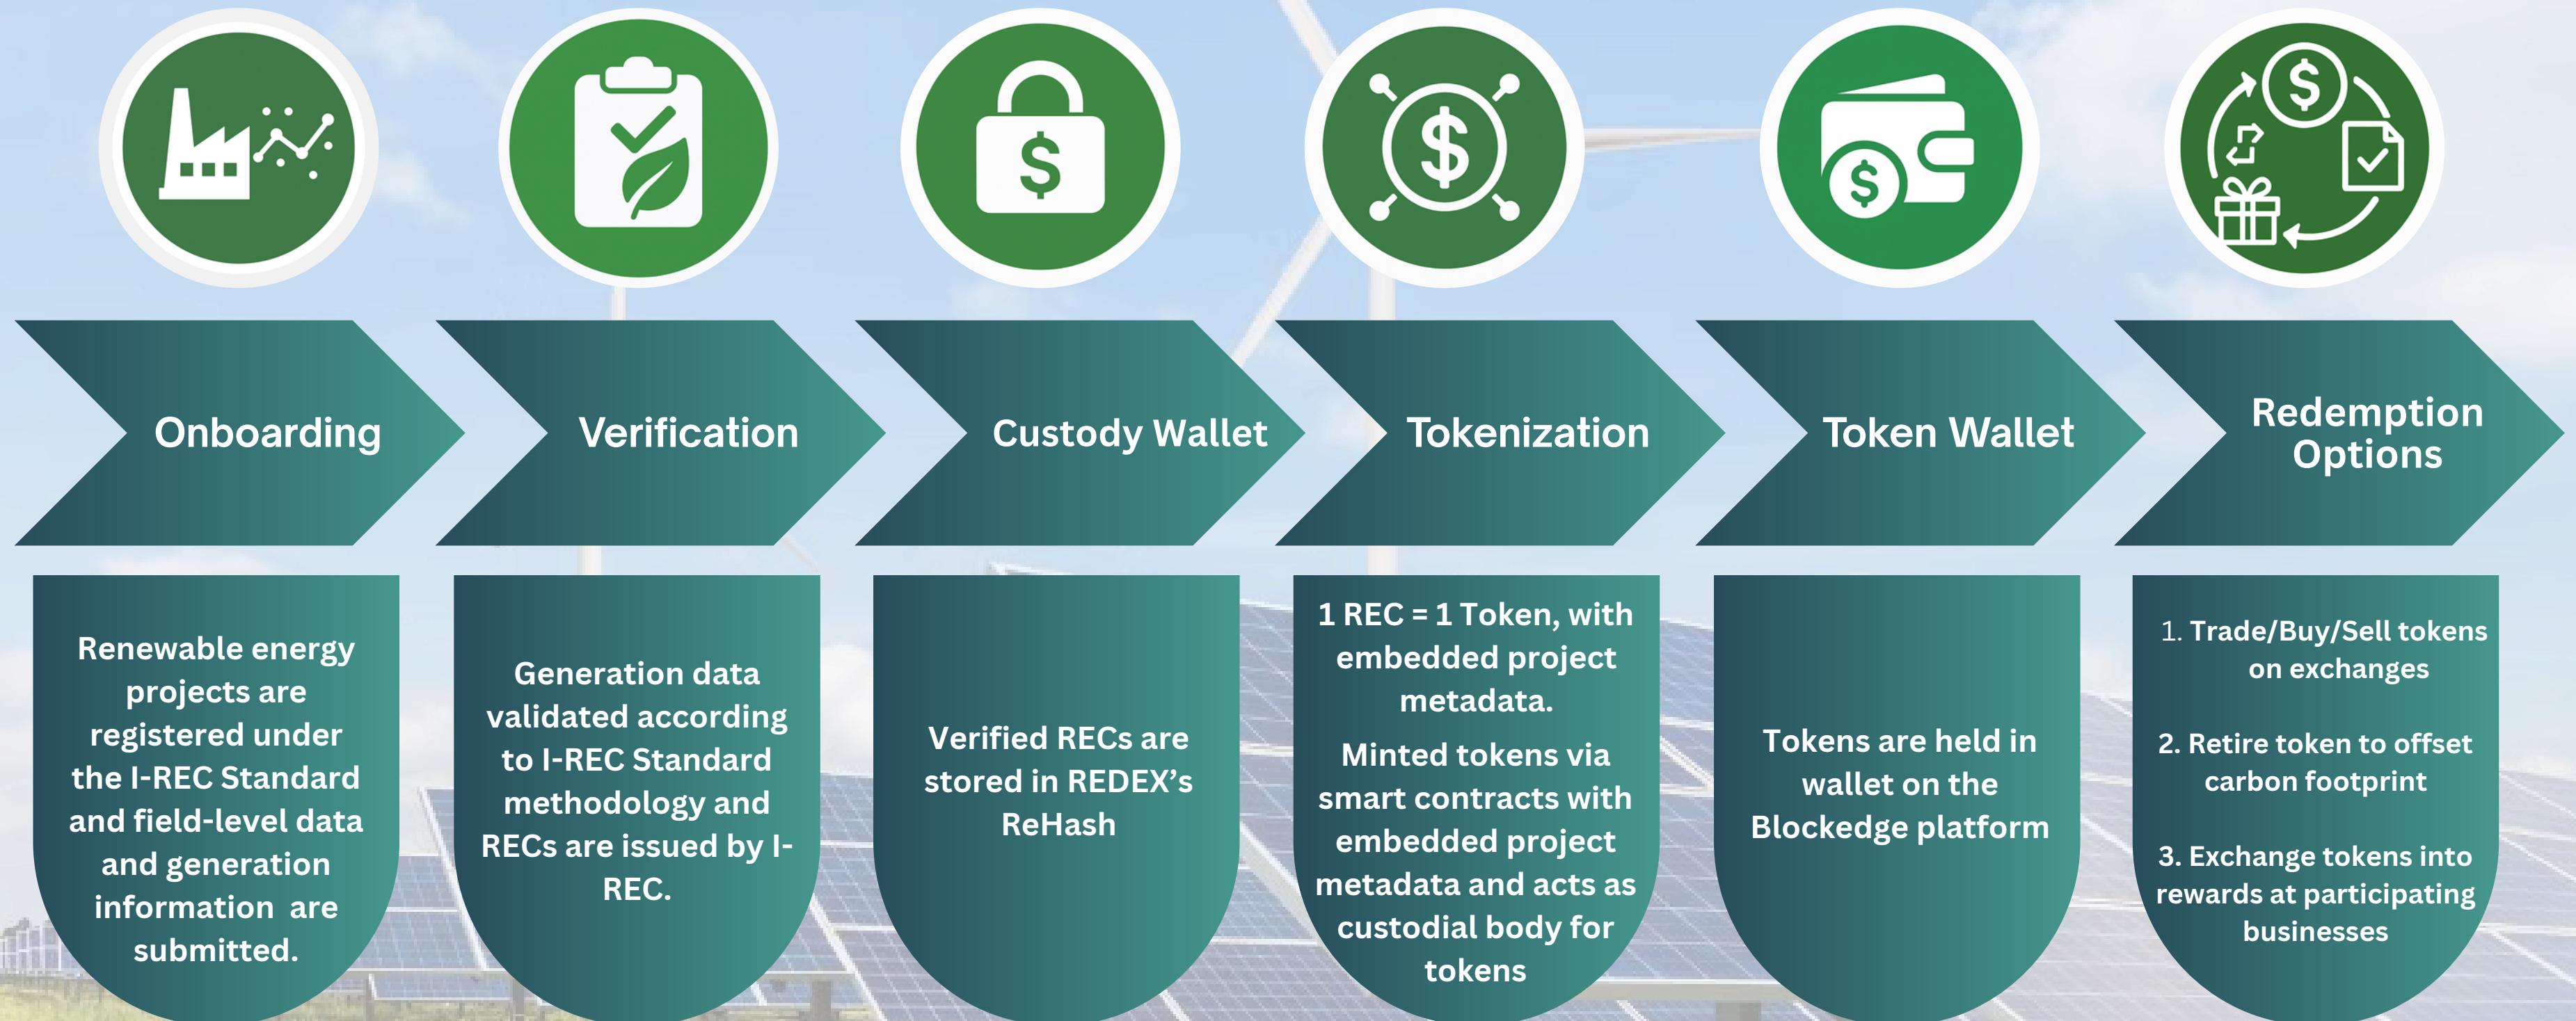 Onboarding
Verification
Custody Wallet
Tokenization
Token Wallet
Redemption
Options
Renewable energy
projects are
registered under
the I-REC Standard
and field-level data
and generation
information  are
submitted.
Generation data
validated according
to I-REC Standard
methodology and
RECs are issued by I-
REC.
Verified RECs are
stored in REDEX’s
ReHash
1 REC = 1 Token, with
embedded project
metadata.
Minted tokens via
smart contracts with
embedded project
metadata and acts as
custodial body for
tokens
Tokens are held in
wallet on the
Blockedge platform
1. Trade/Buy/Sell tokens
on exchanges
2. Retire token to offset
carbon footprint
3. Exchange tokens into
rewards at participating
businesses